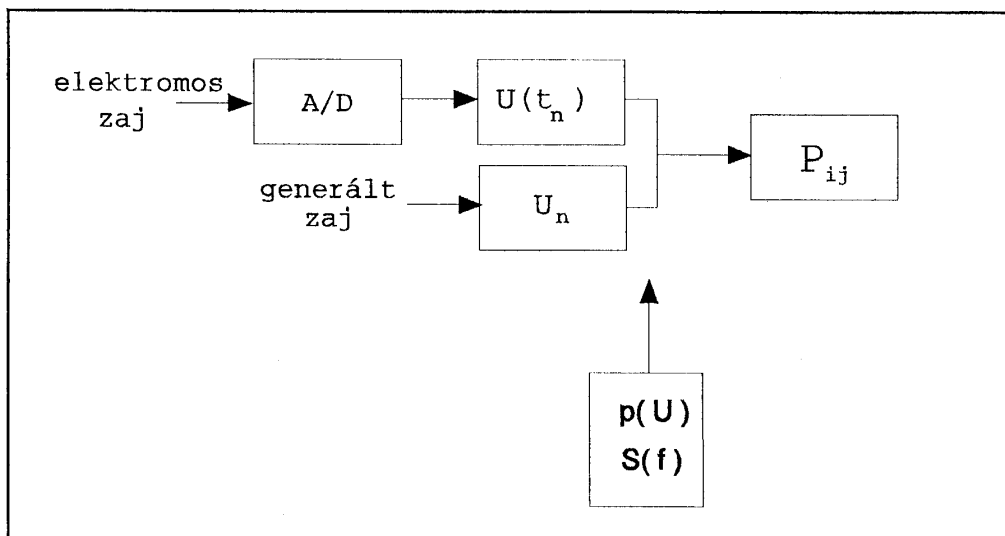 elektromos
zaj
A/D
U(t_n)
P_ij
generált
zaj
U_n
p(U)
S(f)